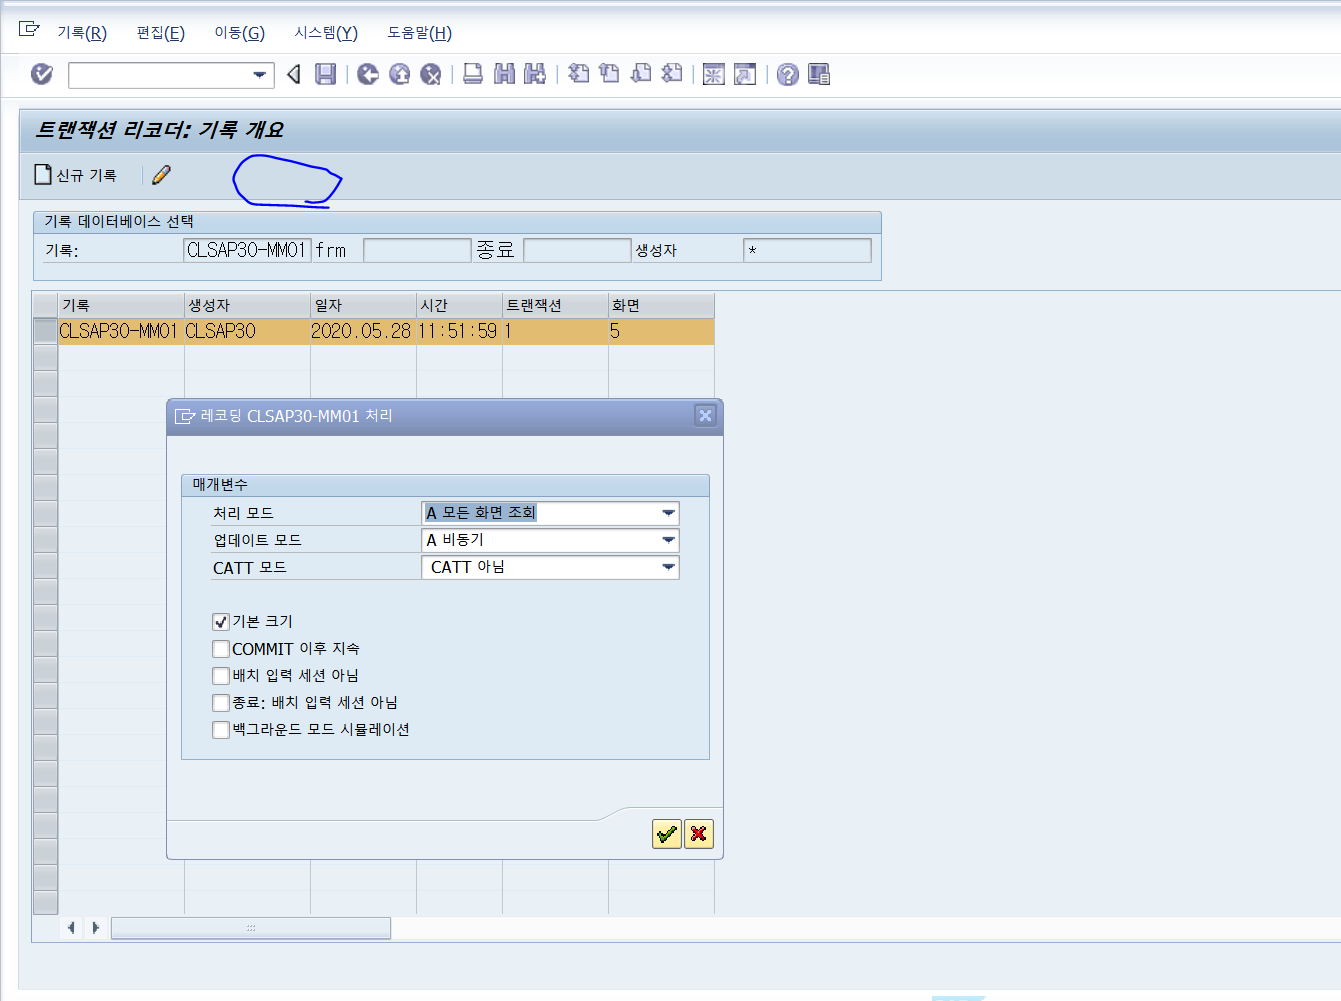 기록(R) 편집(E) 이동(G) 시스템(Y) 도움말(H)
트랜잭션 리코더: 기록 개요
신규 기록
기록 데이터베이스 선택
기록: CLSAP30-MM01 frm 종료 생성자 *
기록 생성자 일자 시간 트랜잭션 화면
CLSAP30-MM01 CLSAP30 2020.05.28 11:51:59 1 5
레코딩 CLSAP30-MM01 처리
매개변수
처리 모드 A 모든 화면 조회
업데이트 모드 A 비동기
CATT 모드 CATT 아님
기본 크기
COMMIT 이후 지속
배치 입력 세션 아님
종료: 배치 입력 세션 아님
백그라운드 모드 시뮬레이션